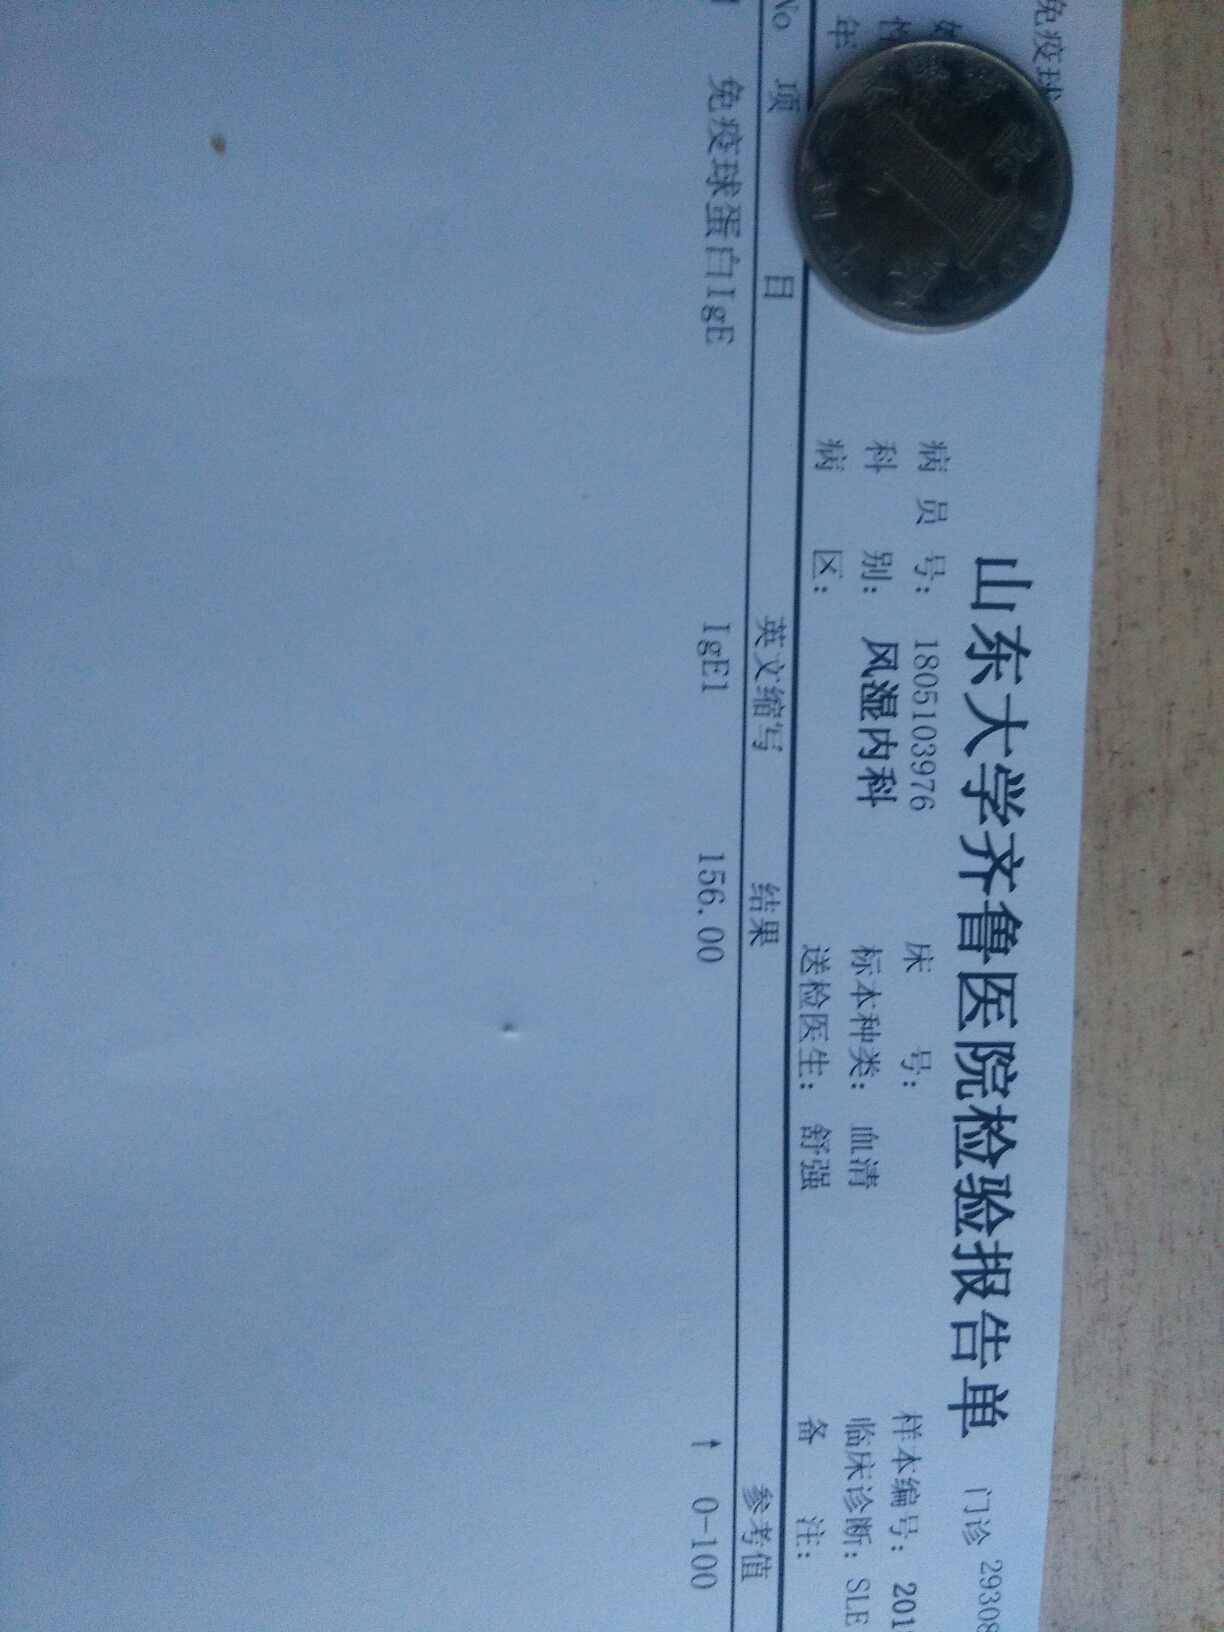 山东大学齐鲁医院检验报告单 门诊 29308
免疫球
病员号: 1805103976 床 号: 样本编号: 201
科 别: 风湿内科 标本种类: 血清 临床诊断: SLE
年 病 区: 送检医生: 舒强 备 注:
No 项 目 英文缩写 结果 参考值
1 免疫球蛋白IgE IgE1 156.00 ↑ 0-100